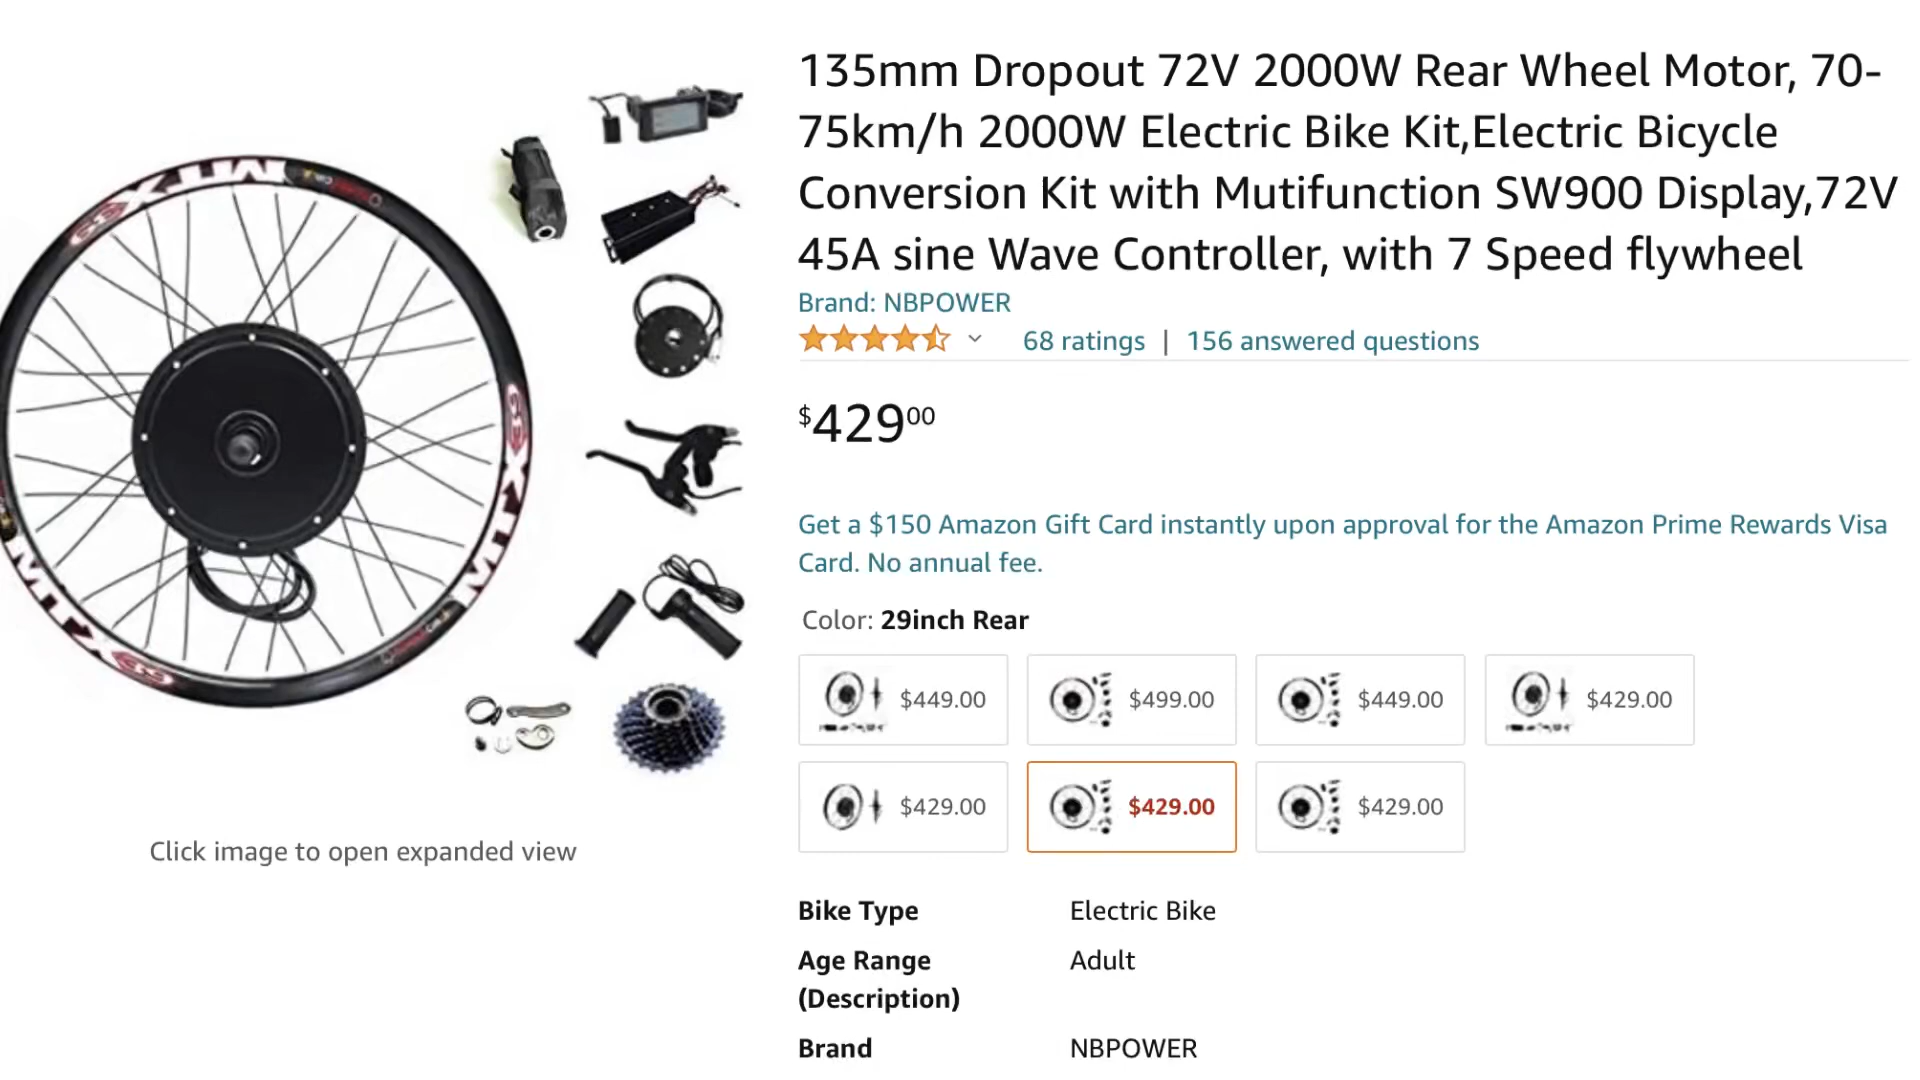 135mm Dropout 72V 2000W Rear Wheel Motor, 70-
75km/h 2000W Electric Bike Kit,Electric Bicycle
Conversion Kit with Mutifunction SW900 Display,72V
45A sine Wave Controller, with 7 Speed flywheel
Brand: NBPOWER
68 ratings | 156 answered questions
$42900
Get a $150 Amazon Gift Card instantly upon approval for the Amazon Prime Rewards Visa
Card. No annual fee.
Color: 29inch Rear
$449.00 $499.00 $449.00 $429.00
$429.00 $429.00 $429.00
Click image to open expanded view
Bike Type Electric Bike
Age Range Adult
(Description)
Brand NBPOWER